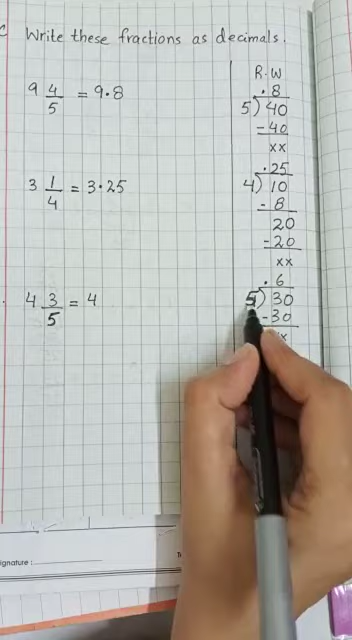 Write these fractions as decimals.
R.W
9 4/5 = 9.8
.8
5) 40
-40
xx
3 1/4 = 3.25
.25
4) 10
- 8
20
-20
xx
4 3/5 = 4
.6
5) 30
-30
x
ignature :